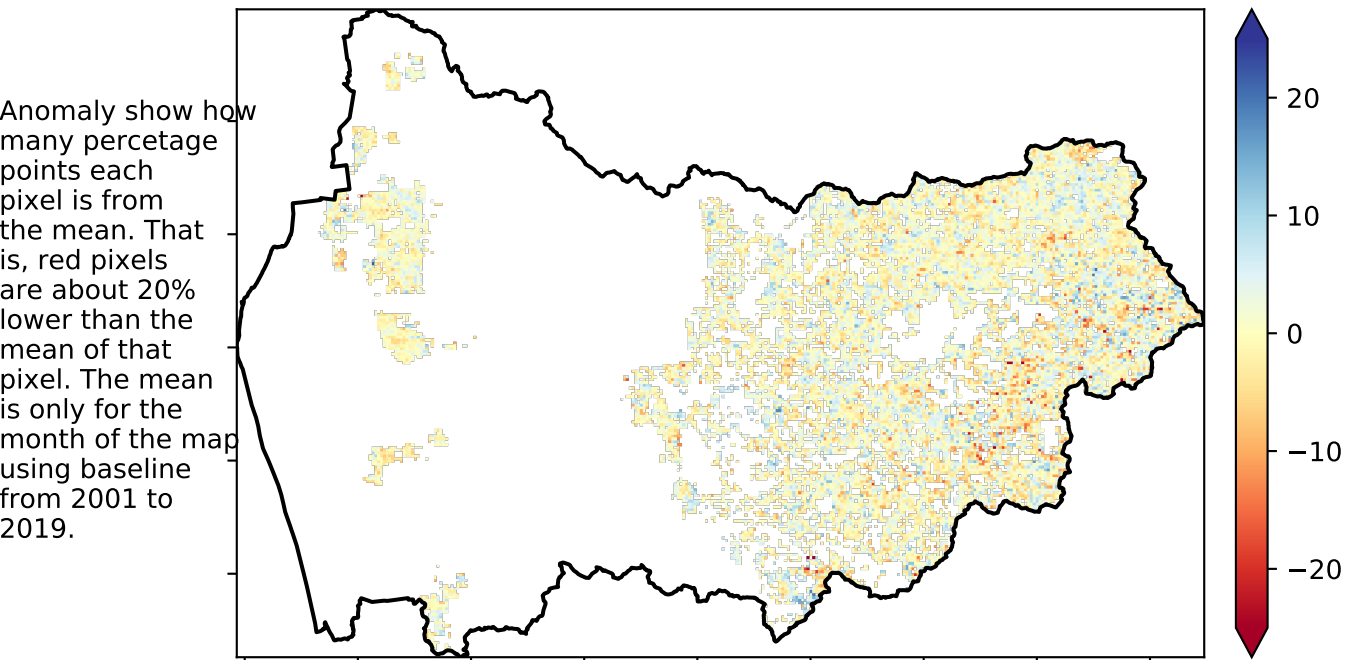 Anomaly show how
many percetage
points each
pixel is from
the mean. That
is, red pixels
are about 20%
lower than the
mean of that
pixel. The mean
is only for the
month of the map
using baseline
from 2001 to
2019.
20
10
0
−10
−20